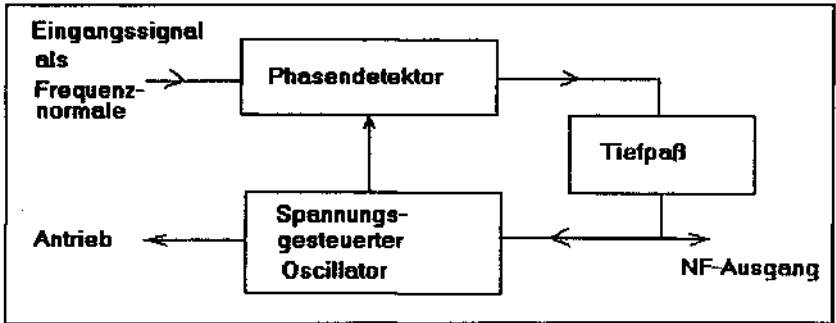 Eingangssignal
als
Frequenz-
normale
Phasendetektor
Tiefpaß
Spannungs-
gesteuerter
Oscillator
Antrieb
NF-Ausgang